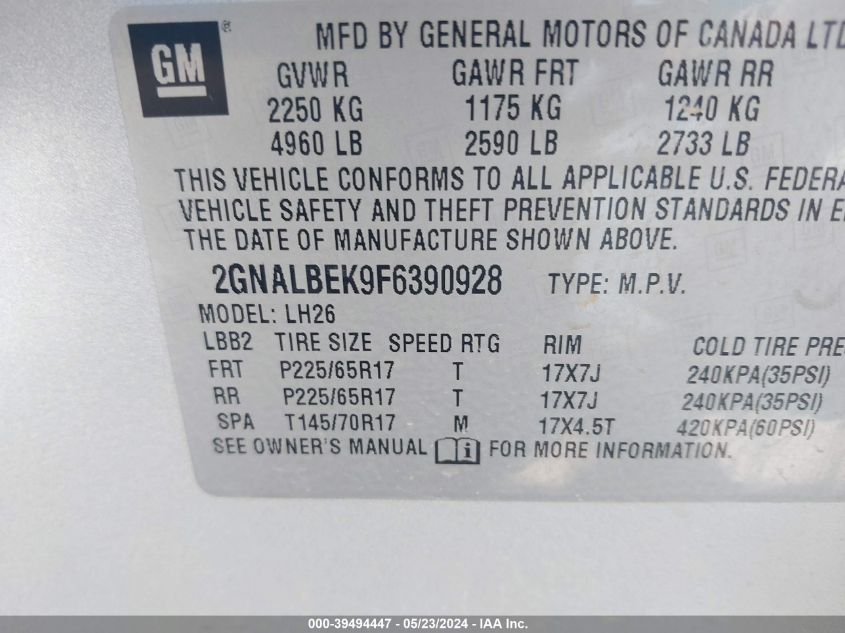 GM ® MFD BY GENERAL MOTORS OF CANADA LTD
GVWR GAWR FRT GAWR RR
2250 KG 1175 KG 1240 KG
4960 LB 2590 LB 2733 LB
THIS VEHICLE CONFORMS TO ALL APPLICABLE U.S. FEDERA
VEHICLE SAFETY AND THEFT PREVENTION STANDARDS IN E
THE DATE OF MANUFACTURE SHOWN ABOVE.
2GNALBEK9F6390928 TYPE: M.P.V.
MODEL: LH26
LBB2 TIRE SIZE SPEED RTG RIM COLD TIRE PRE
FRT P225/65R17 T 17X7J 240KPA(35PSI)
RR P225/65R17 T 17X7J 240KPA(35PSI)
SPA T145/70R17 M 17X4.5T 420KPA(60PSI)
SEE OWNER'S MANUAL i FOR MORE INFORMATION.
000-39494447 - 05/23/2024 - IAA Inc.